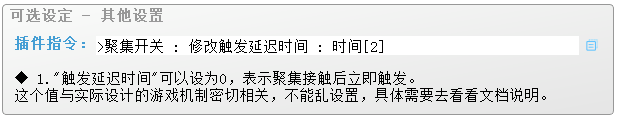 可选设定 - 其他设置
插件指令: >聚集开关 : 修改触发延迟时间 : 时间[2]
◆ 1."触发延迟时间"可以设为0，表示聚集接触后立即触发。
这个值与实际设计的游戏机制密切相关，不能乱设置，具体需要去看看文档说明。